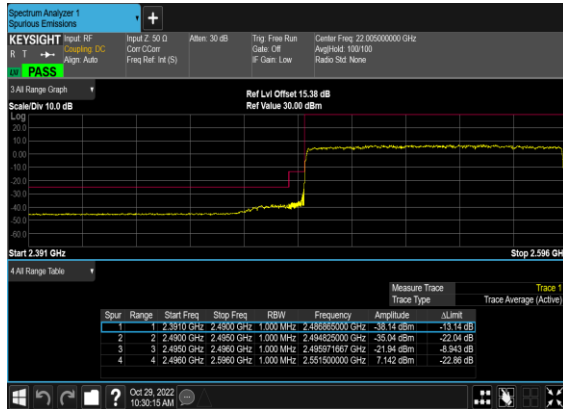 Spectrum Analyzer 1
Spurious Emissions
+
KEYSIGHT Input: RF Input Z: 50 Ω Atten: 30 dB Trig: Free Run Center Freq: 22.005000000 GHz
R T Coupling: DC Corr CCorr Gate: Off Avg|Hold: 100/100
Align: Auto Freq Ref: Int (S) IF Gain: Low Radio Std: None
PASS
3 All Range Graph
Ref Lvl Offset 15.38 dB
Scale/Div 10.0 dB Ref Value 30.00 dBm
Log
20.0
10.0
0.00
-10.0
-20.0
-30.0
-40.0
-50.0
-60.0
Start 2.391 GHz Stop 2.596 GHz
4 All Range Table
Measure Trace Trace 1
Trace Type Trace Average (Active)
Spur Range Start Freq Stop Freq RBW Frequency Amplitude ΔLimit
1 1 2.3910 GHz 2.4900 GHz 1.000 MHz 2.486865000 GHz -38.14 dBm -13.14 dB
2 2 2.4900 GHz 2.4950 GHz 1.000 MHz 2.494825000 GHz -35.04 dBm -22.04 dB
3 3 2.4950 GHz 2.4960 GHz 1.000 MHz 2.495971667 GHz -21.94 dBm -8.943 dB
4 4 2.4960 GHz 2.5960 GHz 1.000 MHz 2.551500000 GHz 7.142 dBm -22.86 dB
? Oct 29, 2022
10:30:15 AM